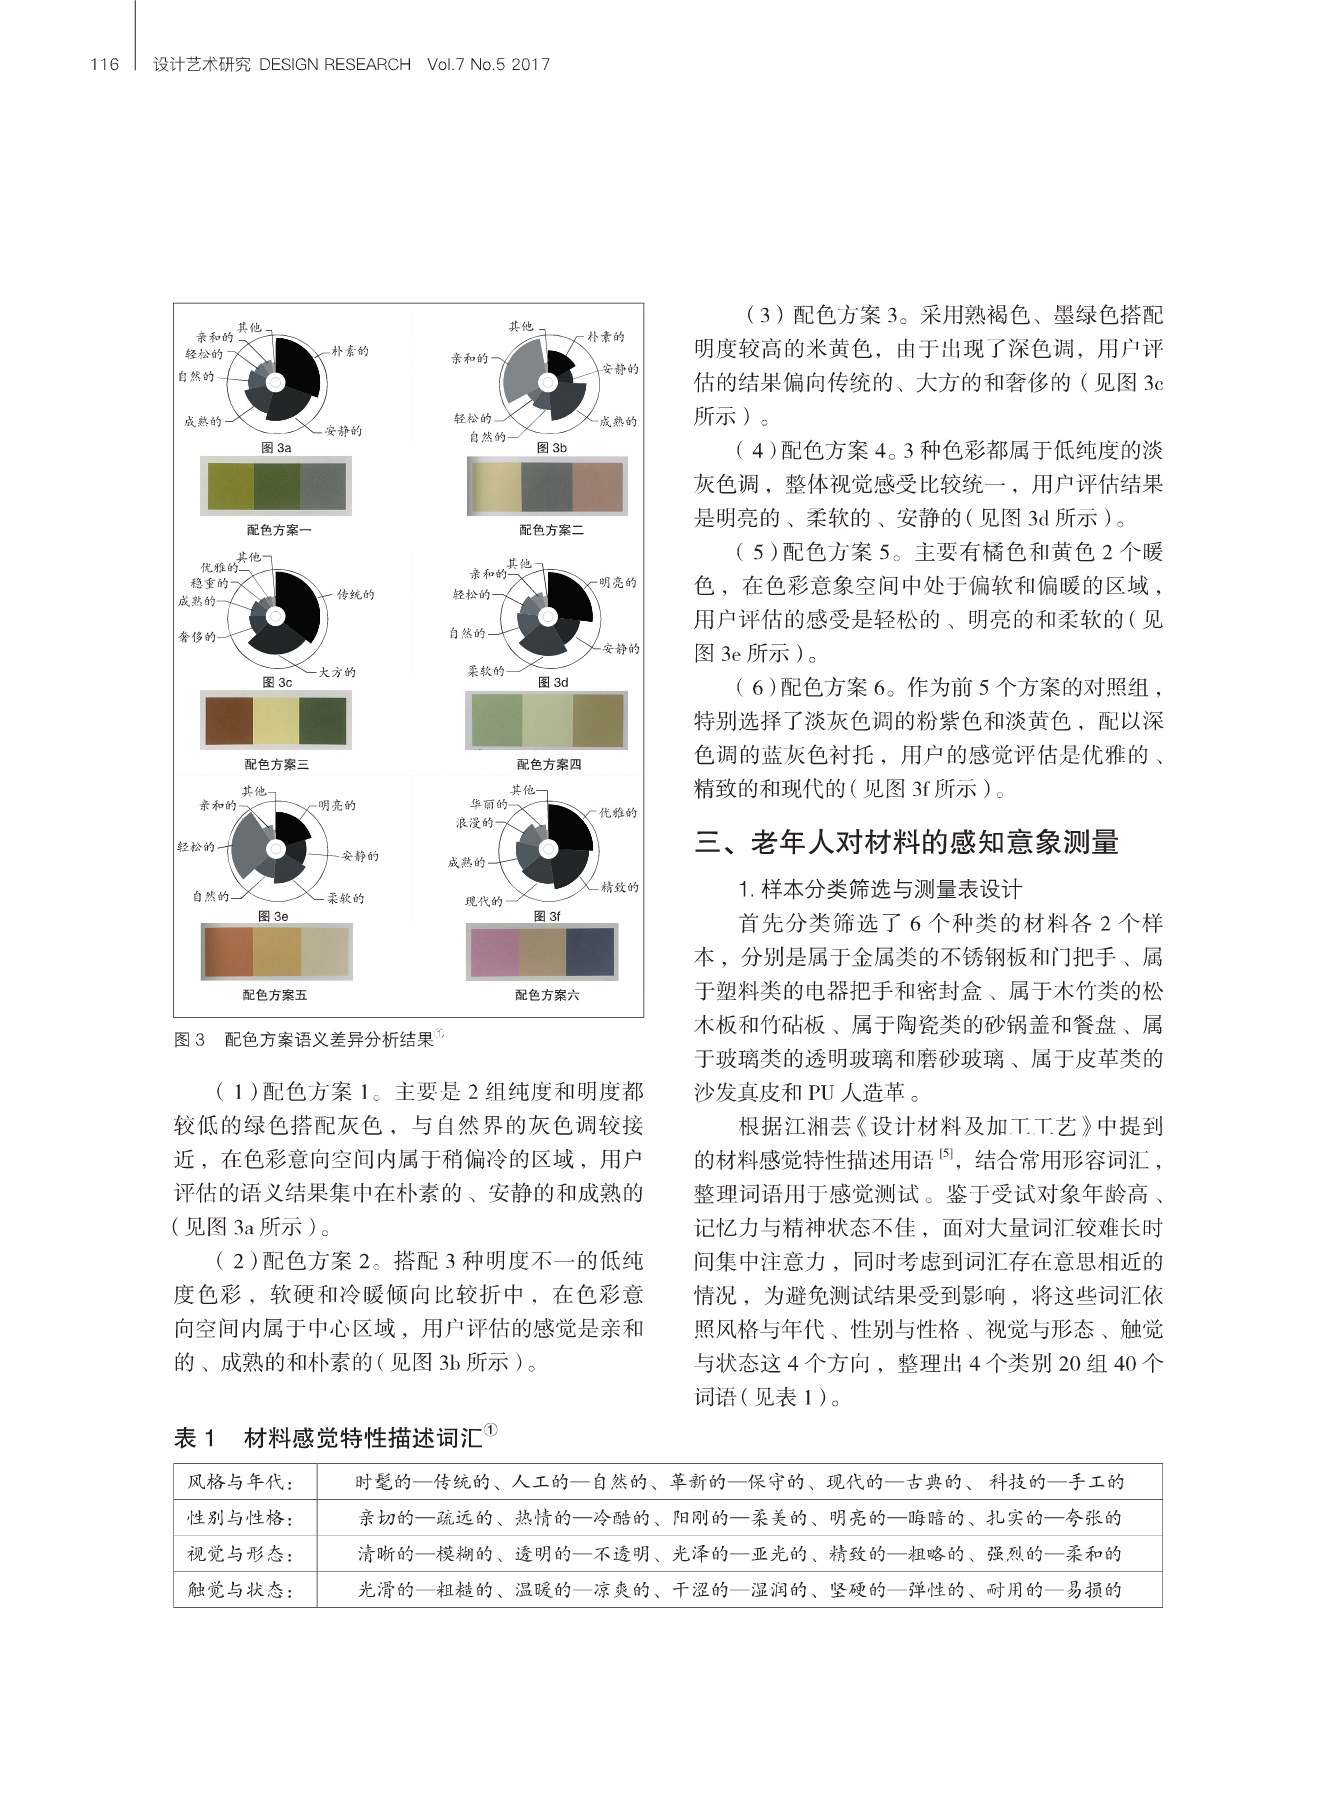 116 设计艺术研究 DESIGN RESEARCH Vol.7 No.5 2017
其他
亲和的
轻松的
自然的
成熟的
朴素的
安静的
图 3a
配色方案一
其他
亲和的
轻松的
自然的
朴素的
安静的
成熟的
图 3b
配色方案二
其他
优雅的
稳重的
成熟的
奢侈的
传统的
大方的
图 3c
配色方案三
其他
亲和的
轻松的
自然的
柔软的
明亮的
安静的
图 3d
配色方案四
其他
亲和的
轻松的
自然的
明亮的
安静的
柔软的
图 3e
配色方案五
其他
华丽的
浪漫的
成熟的
现代的
优雅的
精致的
图 3f
配色方案六
图 3 配色方案语义差异分析结果①
（1）配色方案 1。主要是 2 组纯度和明度都
较低的绿色搭配灰色，与自然界的灰色调较接
近，在色彩意向空间内属于稍偏冷的区域，用户
评估的语义结果集中在朴素的、安静的和成熟的
（见图 3a 所示）。
（2）配色方案 2。搭配 3 种明度不一的低纯
度色彩，软硬和冷暖倾向比较折中，在色彩意
向空间内属于中心区域，用户评估的感觉是亲和
的、成熟的和朴素的（见图 3b 所示）。
（3）配色方案 3。采用熟褐色、墨绿色搭配
明度较高的米黄色，由于出现了深色调，用户评
估的结果偏向传统的、大方的和奢侈的（见图 3c
所示）。
（4）配色方案 4。3 种色彩都属于低纯度的淡
灰色调，整体视觉感受比较统一，用户评估结果
是明亮的、柔软的、安静的（见图 3d 所示）。
（5）配色方案 5。主要有橘色和黄色 2 个暖
色，在色彩意象空间中处于偏软和偏暖的区域，
用户评估的感受是轻松的、明亮的和柔软的（见
图 3e 所示）。
（6）配色方案 6。作为前 5 个方案的对照组，
特别选择了淡灰色调的粉紫色和淡黄色，配以深
色调的蓝灰色衬托，用户的感觉评估是优雅的、
精致的和现代的（见图 3f 所示）。
三、老年人对材料的感知意象测量
1. 样本分类筛选与测量表设计
首先分类筛选了 6 个种类的材料各 2 个样
本，分别是属于金属类的不锈钢板和门把手、属
于塑料类的电器把手和密封盒、属于木竹类的松
木板和竹砧板、属于陶瓷类的砂锅盖和餐盘、属
于玻璃类的透明玻璃和磨砂玻璃、属于皮革类的
沙发真皮和 PU 人造革。
根据江湘芸《设计材料及加工工艺》中提到
的材料感觉特性描述用语[5]，结合常用形容词汇，
整理词语用于感觉测试。鉴于受试对象年龄高、
记忆力与精神状态不佳，面对大量词汇较难长时
间集中注意力，同时考虑到词汇存在意思相近的
情况，为避免测试结果受到影响，将这些词汇依
照风格与年代、性别与性格、视觉与形态、触觉
与状态这 4 个方向，整理出 4 个类别 20 组 40 个
词语（见表 1）。
表 1 材料感觉特性描述词汇①
风格与年代： 时髦的—传统的、人工的—自然的、革新的—保守的、现代的—古典的、科技的—手工的
性别与性格： 亲切的—疏远的、热情的—冷酷的、阳刚的—柔美的、明亮的—晦暗的、扎实的—夸张的
视觉与形态： 清晰的—模糊的、透明的—不透明、光泽的—亚光的、精致的—粗略的、强烈的—柔和的
触觉与状态： 光滑的—粗糙的、温暖的—凉爽的、干涩的—湿润的、坚硬的—弹性的、耐用的—易损的